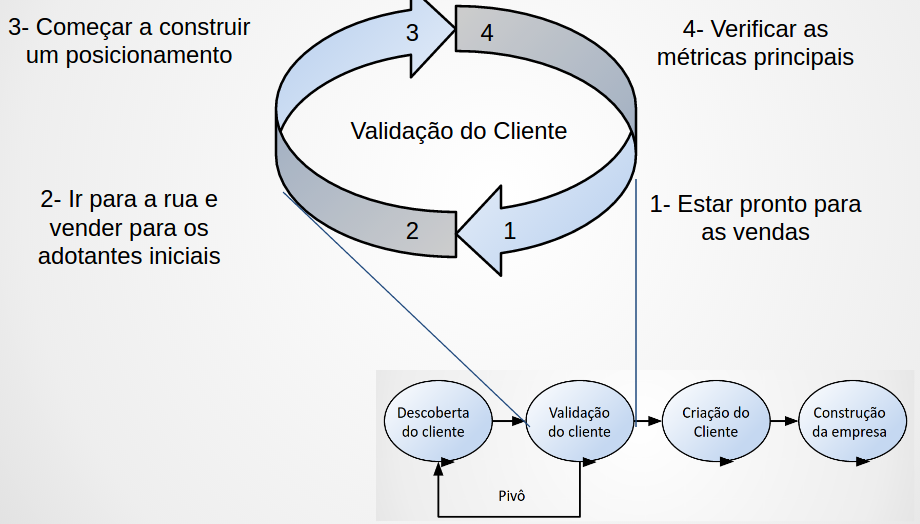 3- Começar a construir
um posicionamento
3
4
4- Verificar as
métricas principais
Validação do Cliente
2- Ir para a rua e
vender para os
adotantes iniciais
2
1
1- Estar pronto para
as vendas
Descoberta
do cliente
Validação
do cliente
Criação do
Cliente
Construção
da empresa
Pivô